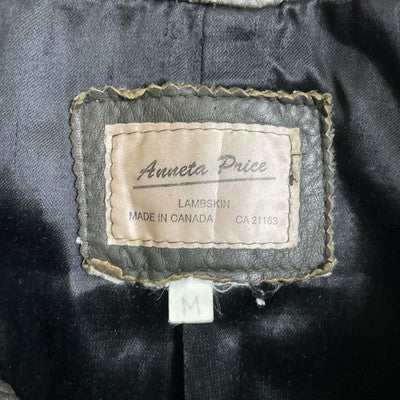 Anneta Price
LAMBSKIN
MADE IN CANADA CA 21163
M